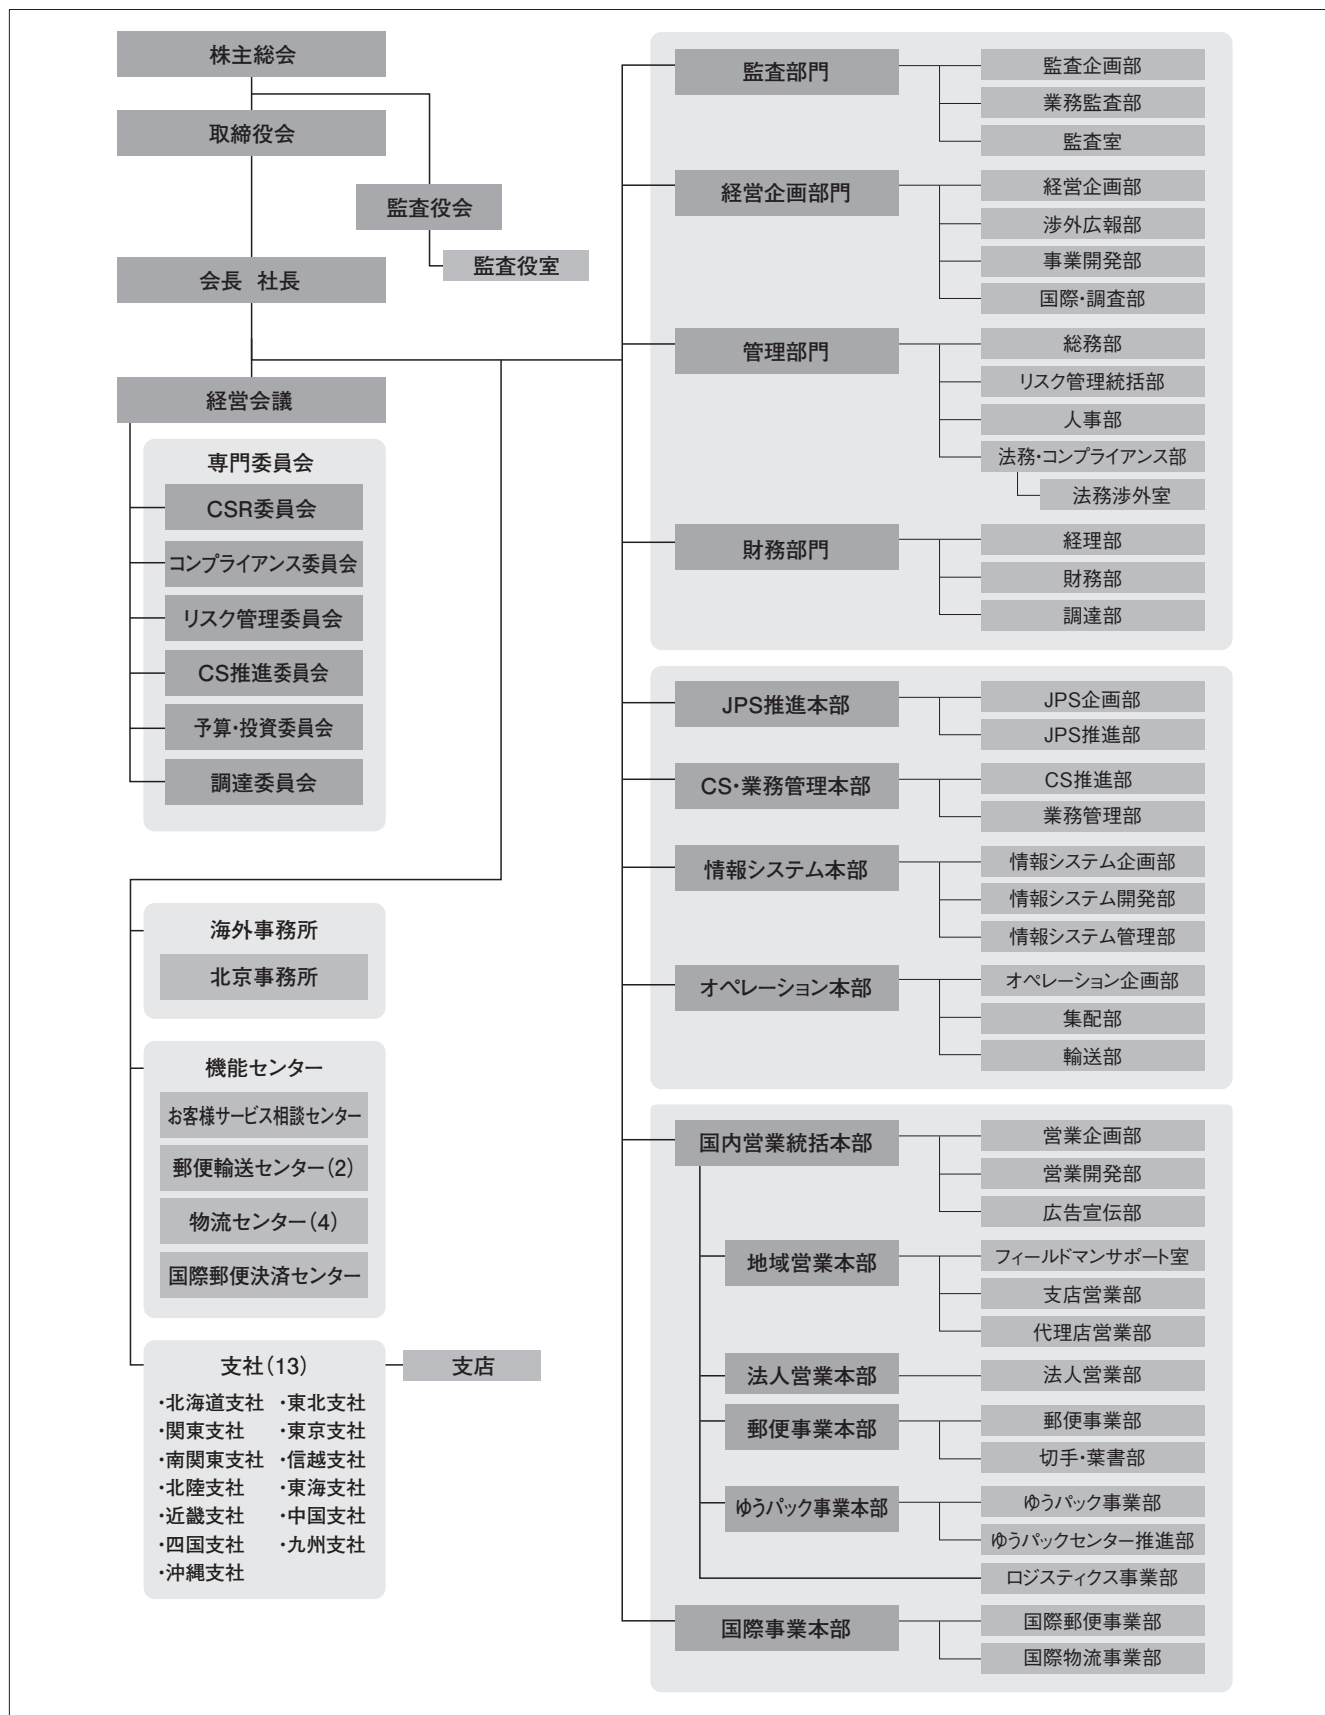 株主総会
取締役会
監査役会
監査役室
会長 社長
経営会議
専門委員会
CSR委員会
コンプライアンス委員会
リスク管理委員会
CS推進委員会
予算・投資委員会
調達委員会
海外事務所
北京事務所
機能センター
お客様サービス相談センター
郵便輸送センター(2)
物流センター(4)
国際郵便決済センター
支社(13)
支店
・北海道支社 ・東北支社
・関東支社 ・東京支社
・南関東支社 ・信越支社
・北陸支社 ・東海支社
・近畿支社 ・中国支社
・四国支社 ・九州支社
・沖縄支社
監査部門
監査企画部
業務監査部
監査室
経営企画部門
経営企画部
渉外広報部
事業開発部
国際・調査部
管理部門
総務部
リスク管理統括部
人事部
法務・コンプライアンス部
法務渉外室
財務部門
経理部
財務部
調達部
JPS推進本部
JPS企画部
JPS推進部
CS・業務管理本部
CS推進部
業務管理部
情報システム本部
情報システム企画部
情報システム開発部
情報システム管理部
オペレーション本部
オペレーション企画部
集配部
輸送部
国内営業統括本部
営業企画部
営業開発部
広告宣伝部
地域営業本部
フィールドマンサポート室
支店営業部
代理店営業部
法人営業本部
法人営業部
郵便事業本部
郵便事業部
切手・葉書部
ゆうパック事業本部
ゆうパック事業部
ゆうパックセンター推進部
ロジスティクス事業部
国際事業本部
国際郵便事業部
国際物流事業部